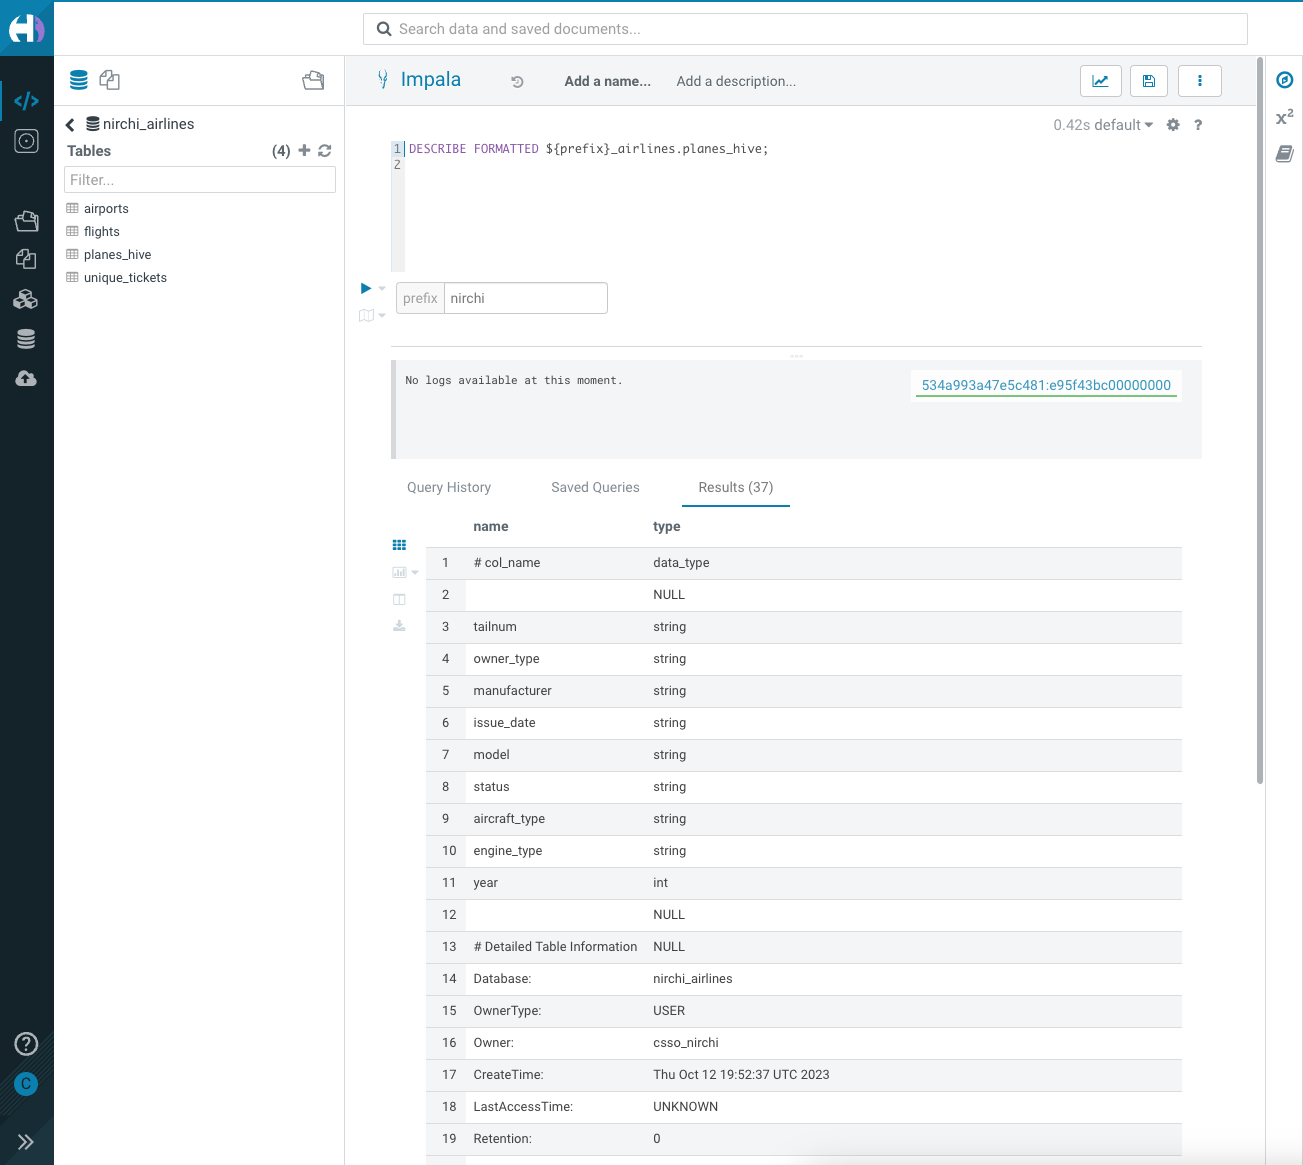 Search data and saved documents...
Impala
Add a name...
Add a description...
nirchi_airlines
Tables
(4)
Filter...
airports
flights
planes_hive
unique_tickets
0.42s default
?
x²
1 DESCRIBE FORMATTED ${prefix}_airlines.planes_hive;
2
prefix nirchi
No logs available at this moment.
534a993a47e5c481:e95f43bc00000000
Query History Saved Queries Results (37)
name type
1 # col_name data_type
2 NULL
3 tailnum string
4 owner_type string
5 manufacturer string
6 issue_date string
7 model string
8 status string
9 aircraft_type string
10 engine_type string
11 year int
12 NULL
13 # Detailed Table Information NULL
14 Database: nirchi_airlines
15 OwnerType: USER
16 Owner: csso_nirchi
17 CreateTime: Thu Oct 12 19:52:37 UTC 2023
18 LastAccessTime: UNKNOWN
19 Retention: 0
?
C